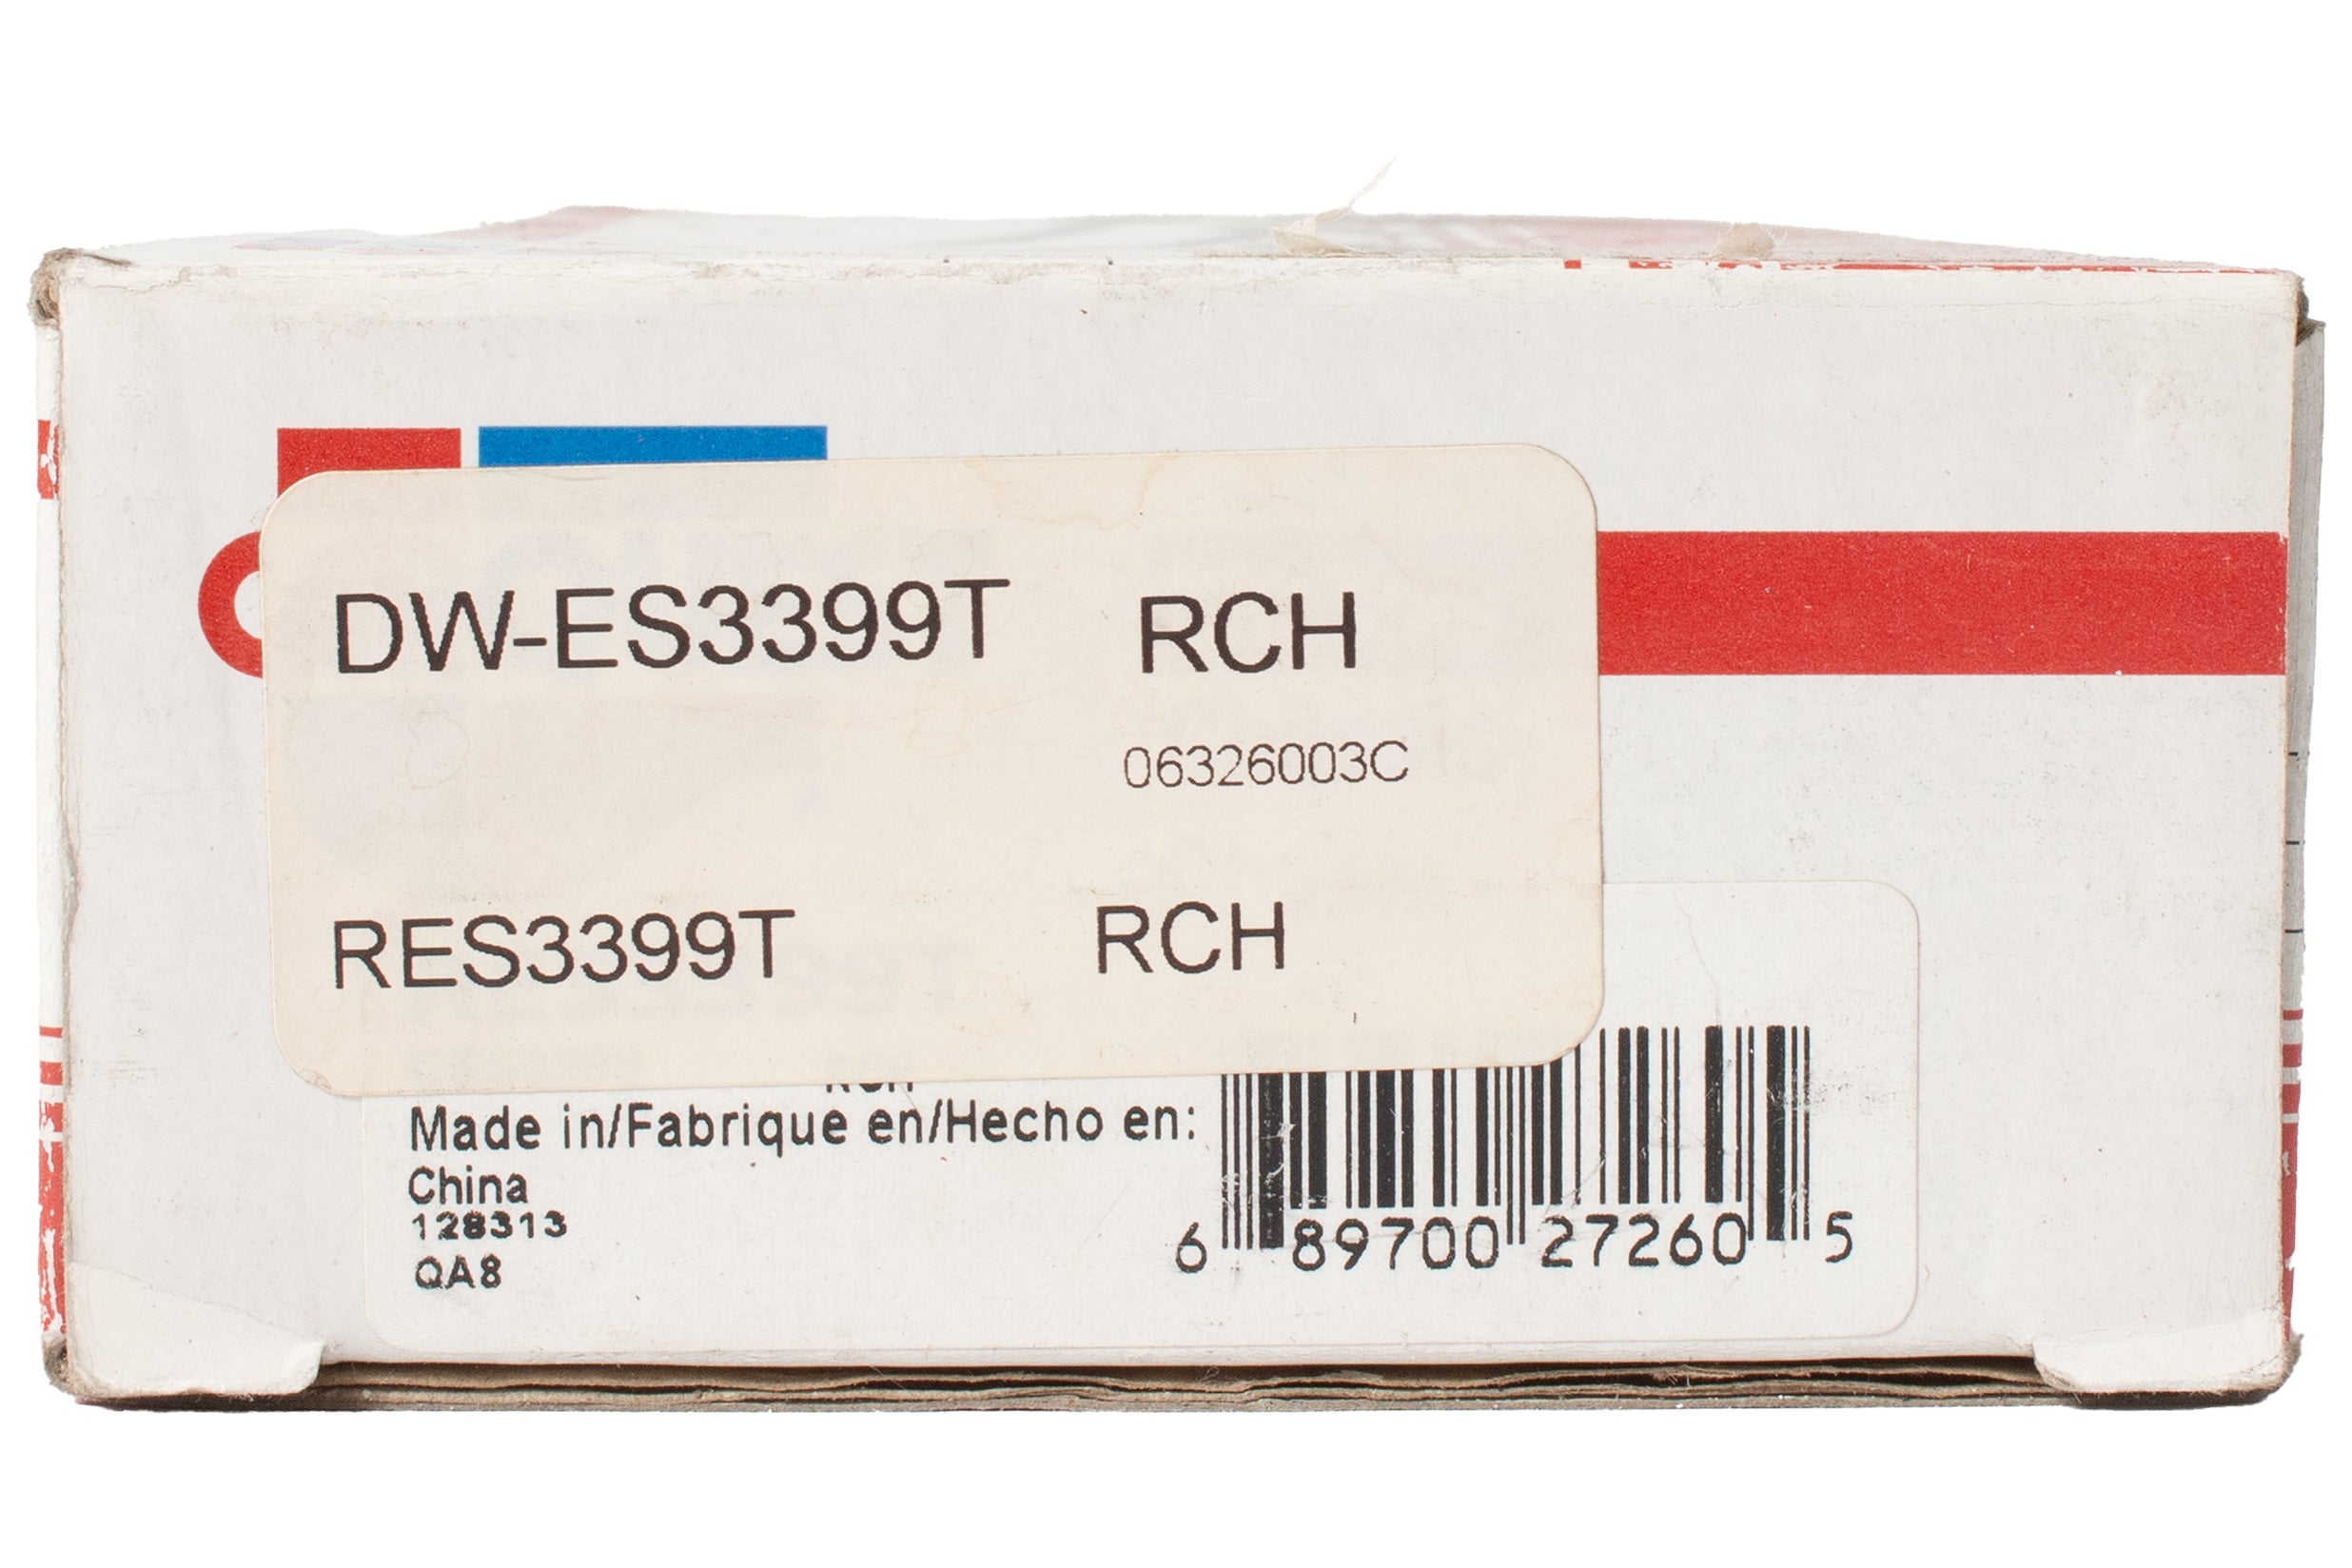 DW-ES3399T RCH
06326003C
RES3399T RCH
Made in/Fabrique en/Hecho en:
China
128313
QA8
6 89700 27260 5